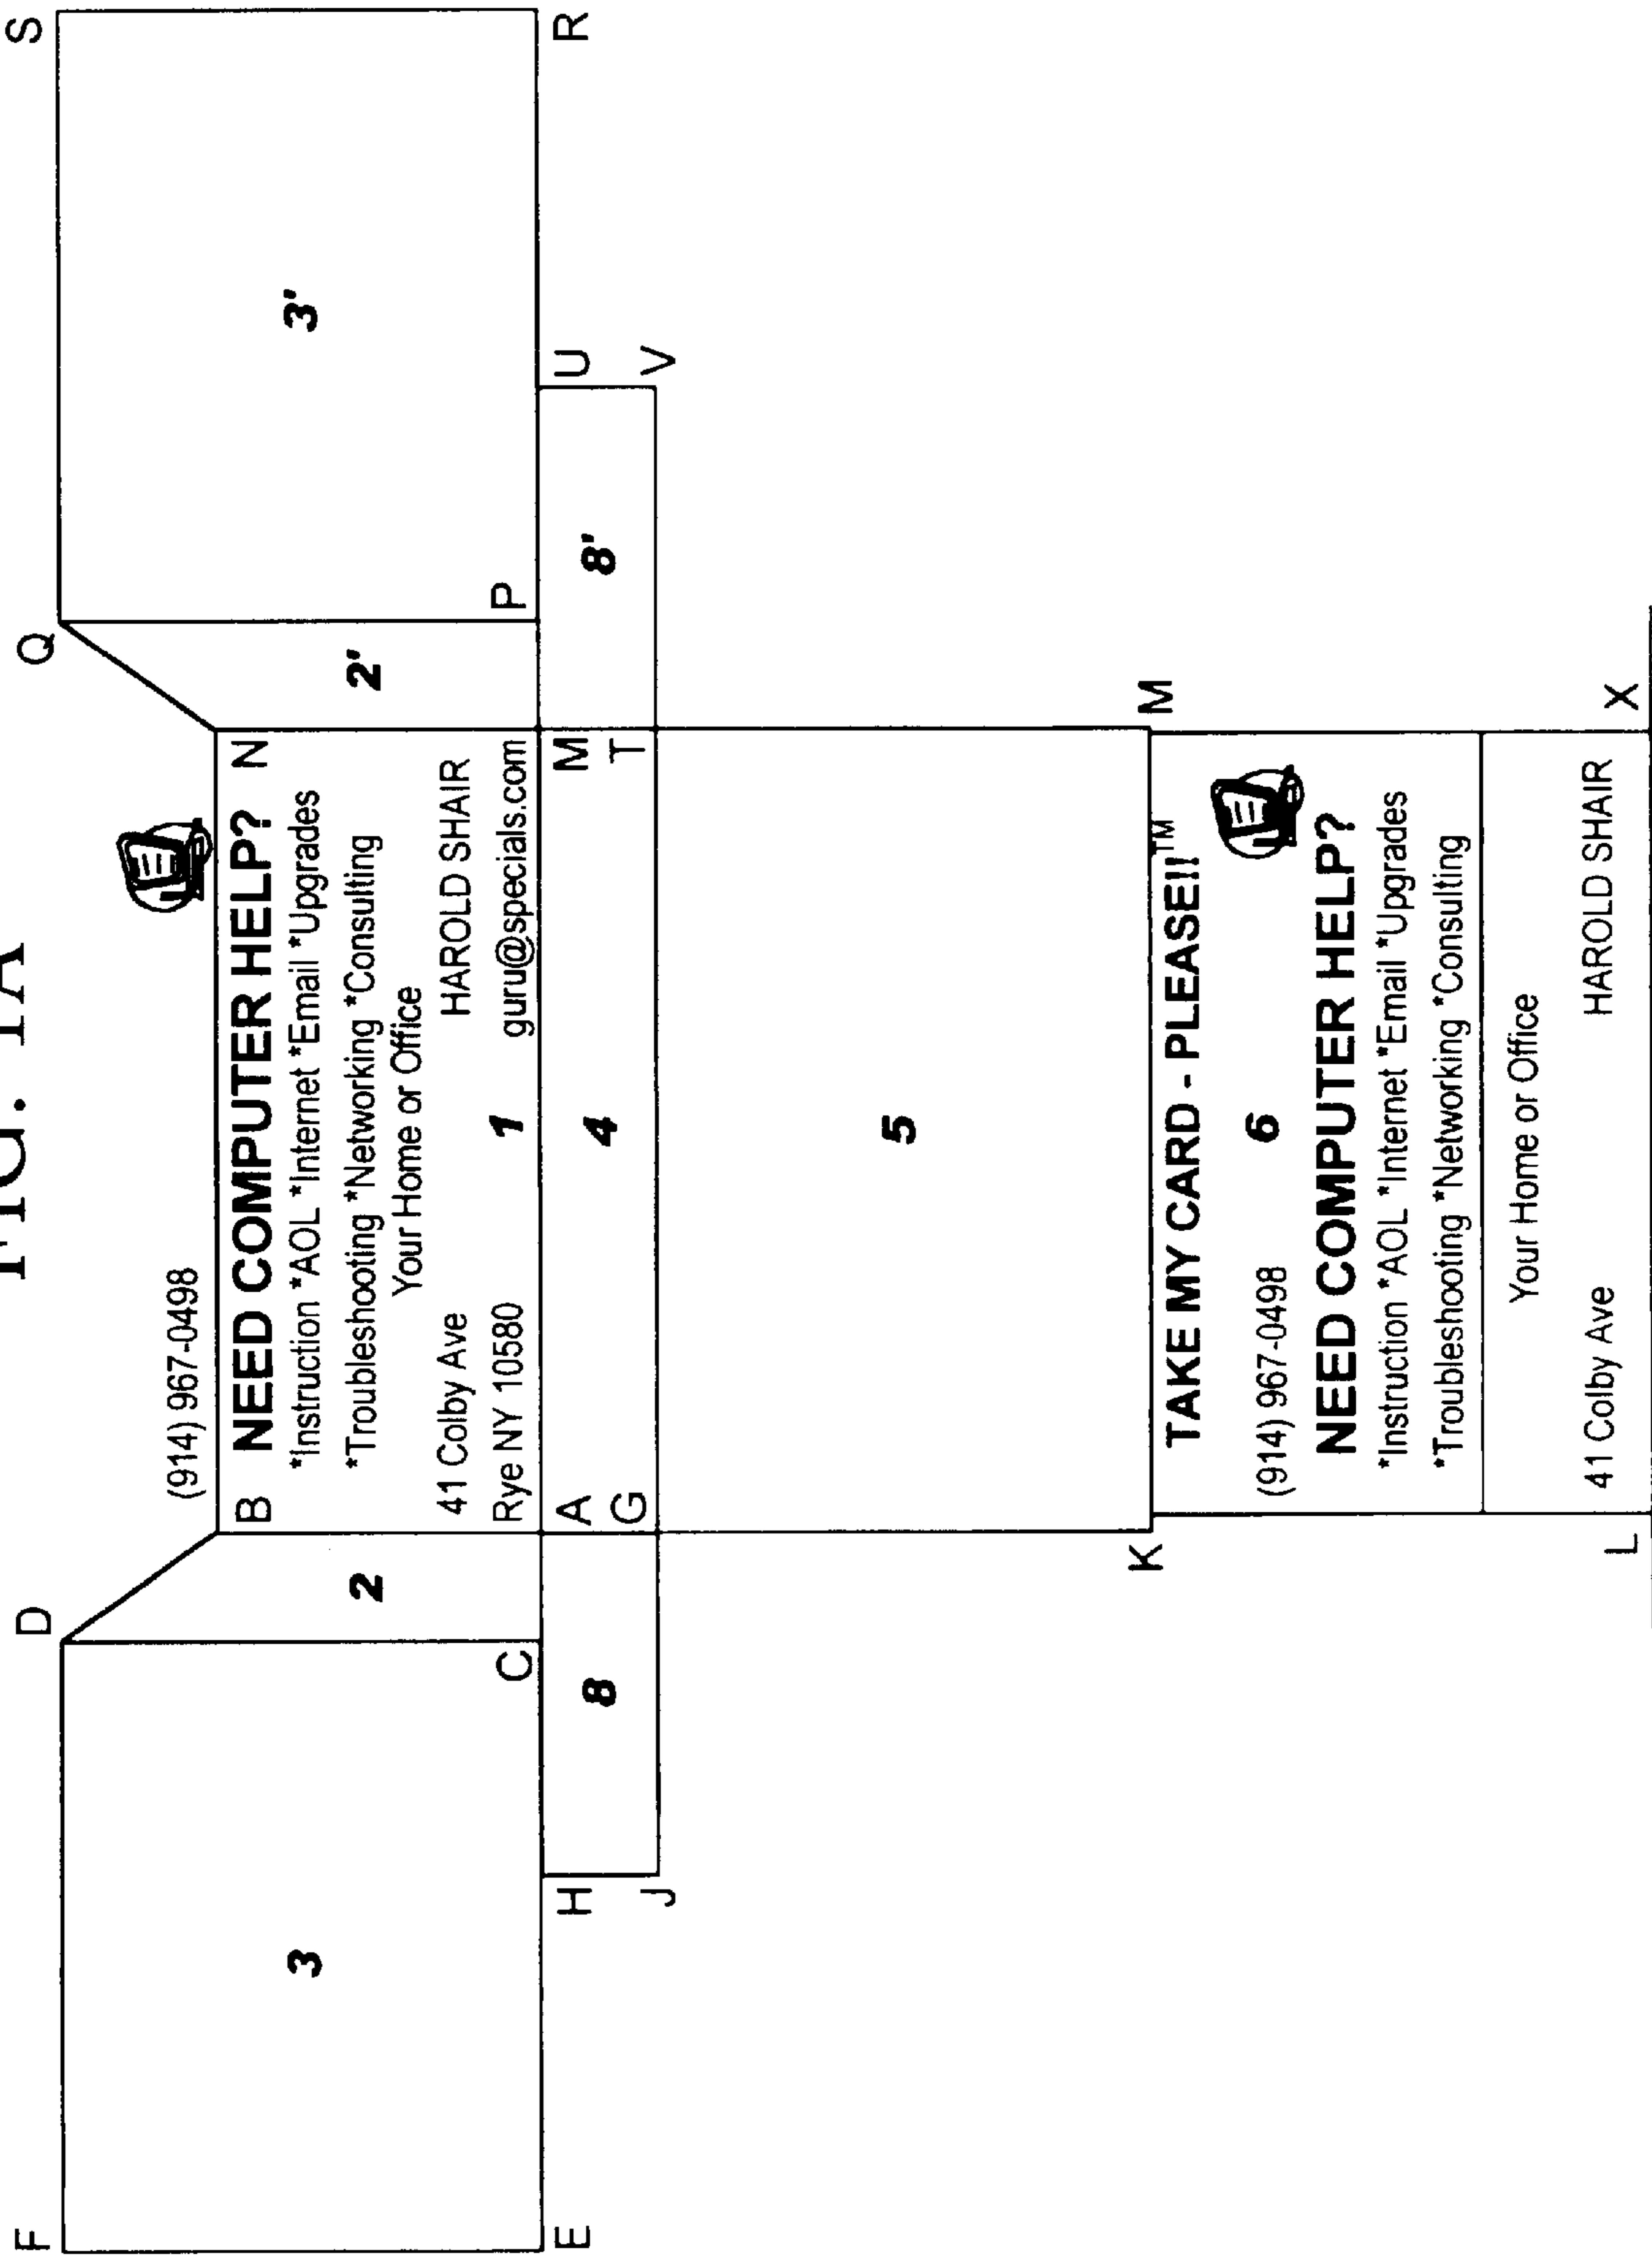 FIG. 1A
F D Q S
(914) 967-0498
B NEED COMPUTER HELP? N
*Instruction *AOL *Internet *Email *Upgrades
3 2 2' 3'
*Troubleshooting *Networking *Consulting
Your Home or Office
41 Colby Ave HAROLD SHAIR
C Rye NY 10580 1 guru@specials.com P
E H A M U R
8 4 8'
J G T V
5
K M
TAKE MY CARD - PLEASE!! TM
6
(914) 967-0498
NEED COMPUTER HELP?
*Instruction *AOL *Internet *Email *Upgrades
*Troubleshooting *Networking *Consulting
Your Home or Office
41 Colby Ave HAROLD SHAIR
L X